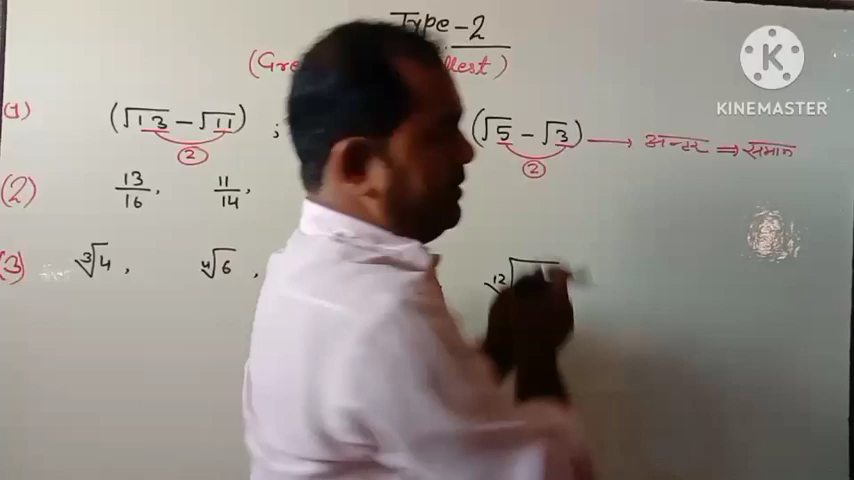 Type-2
(Gre llest)
(1) (√13 - √11) ; (√5 - √3) → अन्तर ⇒ समान
2 2
(2) 13/16, 11/14,
(3) ∛4, ∜6, 12√
KINEMASTER